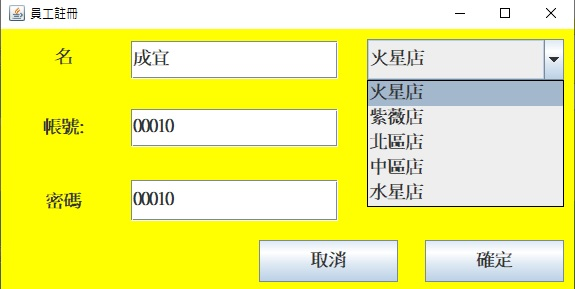 員工註冊
名
成宜
火星店
火星店
紫薇店
北區店
中區店
水星店
帳號:
00010
密碼
00010
取消
確定